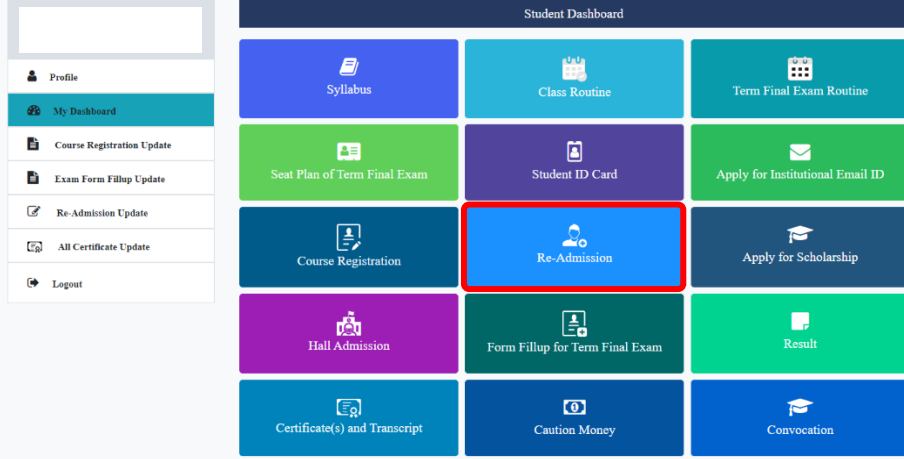 Student Dashboard
Profile
My Dashboard
Course Registration Update
Exam Form Fillup Update
Re-Admission Update
All Certificate Update
Logout
Syllabus
Class Routine
Term Final Exam Routine
Seat Plan of Term Final Exam
Student ID Card
Apply for Institutional Email ID
Course Registration
Re-Admission
Apply for Scholarship
Hall Admission
Form Fillup for Term Final Exam
Result
Certificate(s) and Transcript
Caution Money
Convocation